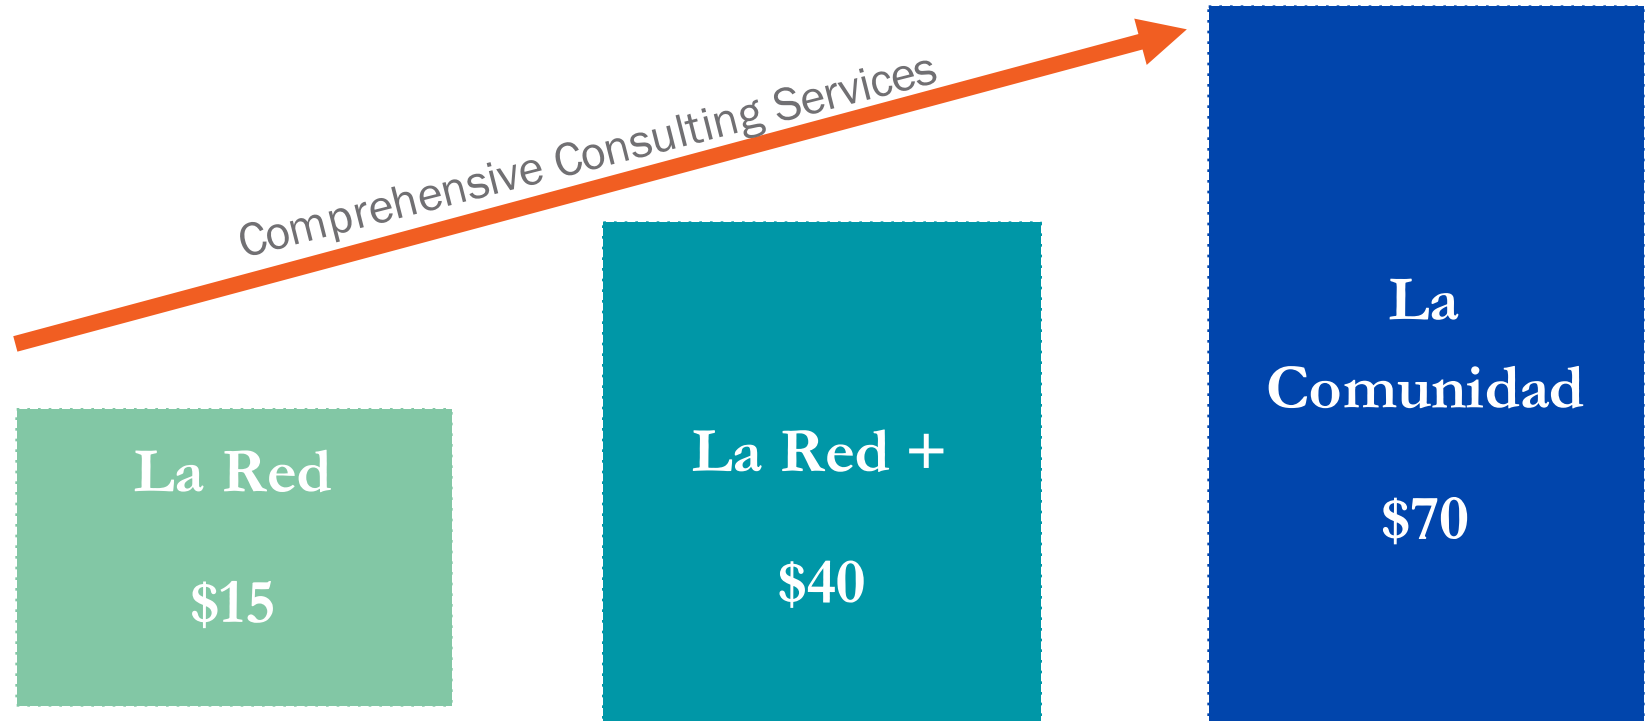 Comprehensive Consulting Services
La Red
$15
La Red +
$40
La
Comunidad
$70